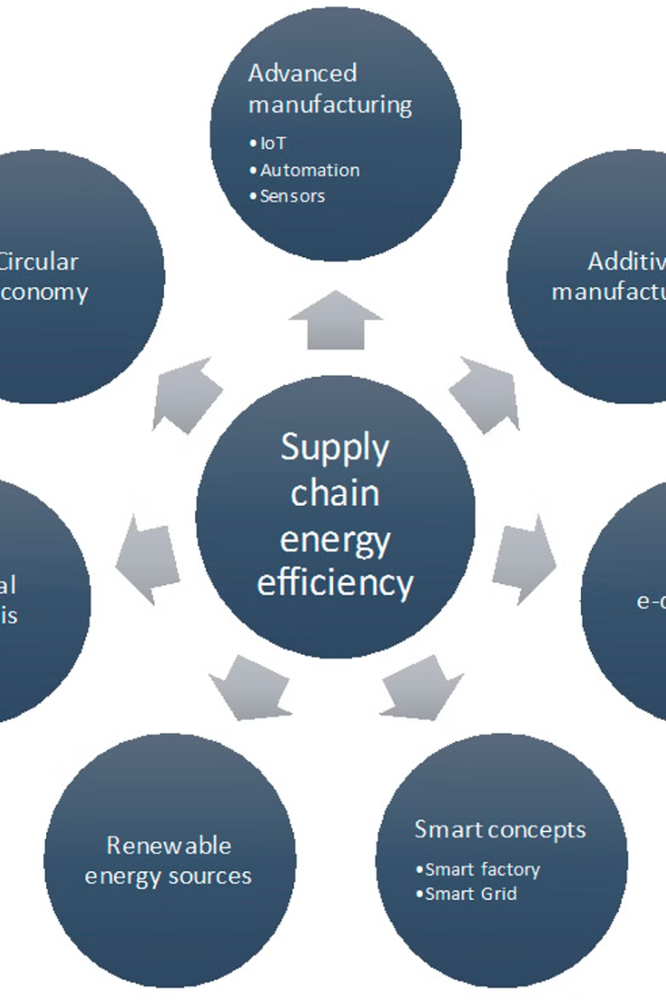 Advanced
manufacturing
• IoT
• Automation
• Sensors
Circular
conomy
Additiv
manufactu
Supply
chain
energy
efficiency
al
is
e-c
Renewable
energy sources
Smart concepts
•Smart factory
•Smart Grid